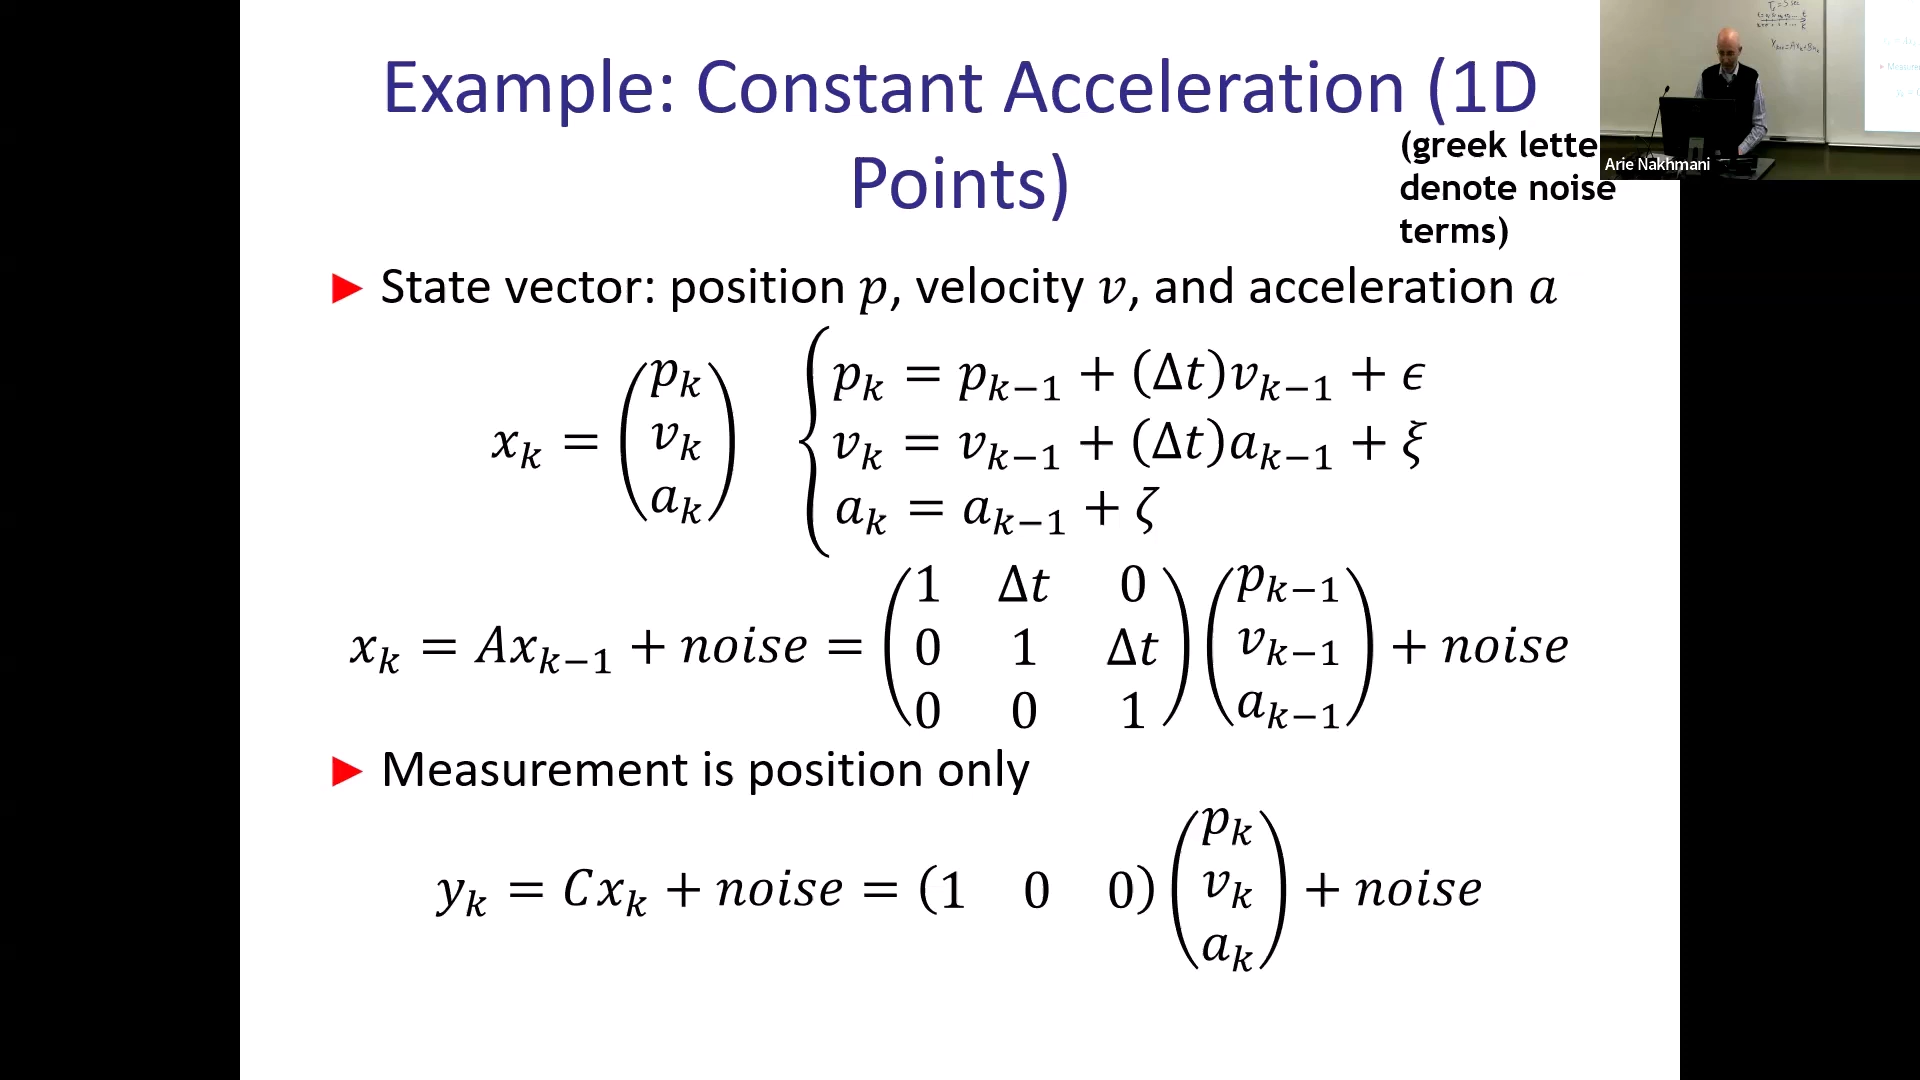 Example: Constant Acceleration (1D
Points)
(greek lette
denote noise
terms)
Arie Nakhmani
► State vector: position p, velocity v, and acceleration a
x_k = (p_k v_k a_k) { p_k = p_{k−1} + (Δt)v_{k−1} + ϵ
v_k = v_{k−1} + (Δt)a_{k−1} + ξ
a_k = a_{k−1} + ζ
x_k = Ax_{k−1} + noise = (1 Δt 0; 0 1 Δt; 0 0 1)(p_{k−1} v_{k−1} a_{k−1}) + noise
► Measurement is position only
y_k = Cx_k + noise = (1 0 0)(p_k v_k a_k) + noise